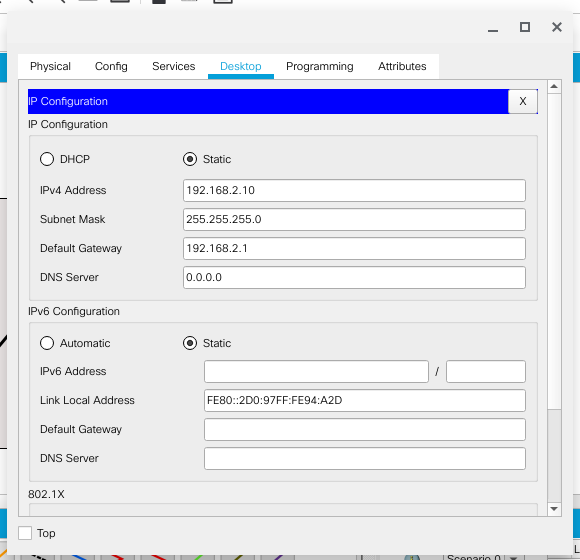 Physical Config Services Desktop Programming Attributes
IP Configuration X
IP Configuration
DHCP Static
IPv4 Address 192.168.2.10
Subnet Mask 255.255.255.0
Default Gateway 192.168.2.1
DNS Server 0.0.0.0
IPv6 Configuration
Automatic Static
IPv6 Address /
Link Local Address FE80::2D0:97FF:FE94:A2D
Default Gateway
DNS Server
802.1X
Top
Scenario 0